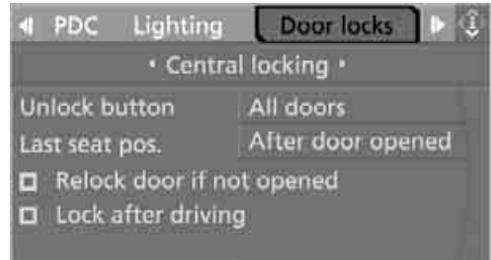 PDC Lighting Door locks
Central locking
Unlock button All doors
Last seat pos. After door opened
Relock door if not opened
Lock after driving